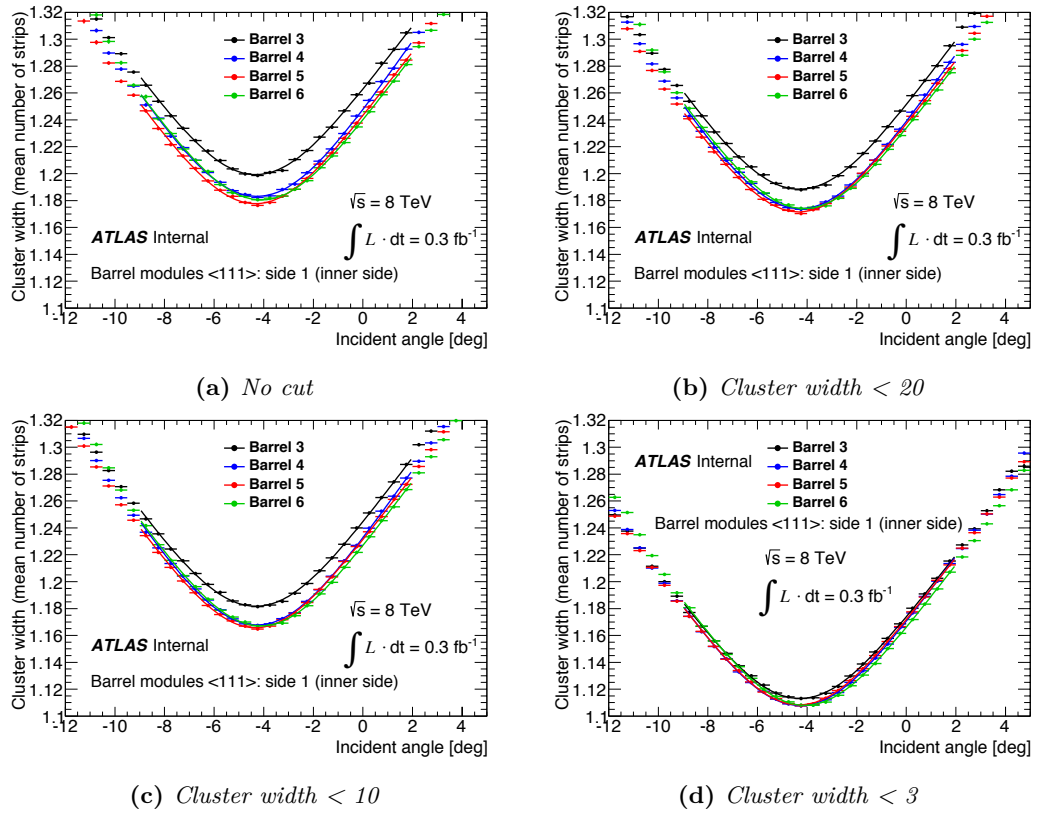 Cluster width (mean number of strips)
1.3
1.28
1.26
1.24
1.22
1.2
1.18
1.16
1.14
1.12
1.1
-12 -10 -8 -6 -4 -2 0 2 4
Incident angle [deg]
Barrel 3
Barrel 4
Barrel 5
Barrel 6
√s = 8 TeV
ATLAS Internal
∫ L · dt = 0.3 fb⁻¹
Barrel modules <111>: side 1 (inner side)
(a) No cut
Cluster width (mean number of strips)
1.32
1.3
1.28
1.26
1.24
1.22
1.2
1.18
1.16
1.14
1.12
1.1
-12 -10 -8 -6 -4 -2 0 2 4
Incident angle [deg]
Barrel 3
Barrel 4
Barrel 5
Barrel 6
√s = 8 TeV
ATLAS Internal
∫ L · dt = 0.3 fb⁻¹
Barrel modules <111>: side 1 (inner side)
(b) Cluster width < 20
Cluster width (mean number of strips)
1.32
1.3
1.28
1.26
1.24
1.22
1.2
1.18
1.16
1.14
1.12
1.1
-12 -10 -8 -6 -4 -2 0 2 4
Incident angle [deg]
Barrel 3
Barrel 4
Barrel 5
Barrel 6
√s = 8 TeV
ATLAS Internal
∫ L · dt = 0.3 fb⁻¹
Barrel modules <111>: side 1 (inner side)
(c) Cluster width < 10
Cluster width (mean number of strips)
1.32
1.3
1.28
1.26
1.24
1.22
1.2
1.18
1.16
1.14
1.12
1.1
-12 -10 -8 -6 -4 -2 0 2 4
Incident angle [deg]
Barrel 3
Barrel 4
Barrel 5
Barrel 6
ATLAS Internal
Barrel modules <111>: side 1 (inner side)
√s = 8 TeV
∫ L · dt = 0.3 fb⁻¹
(d) Cluster width < 3